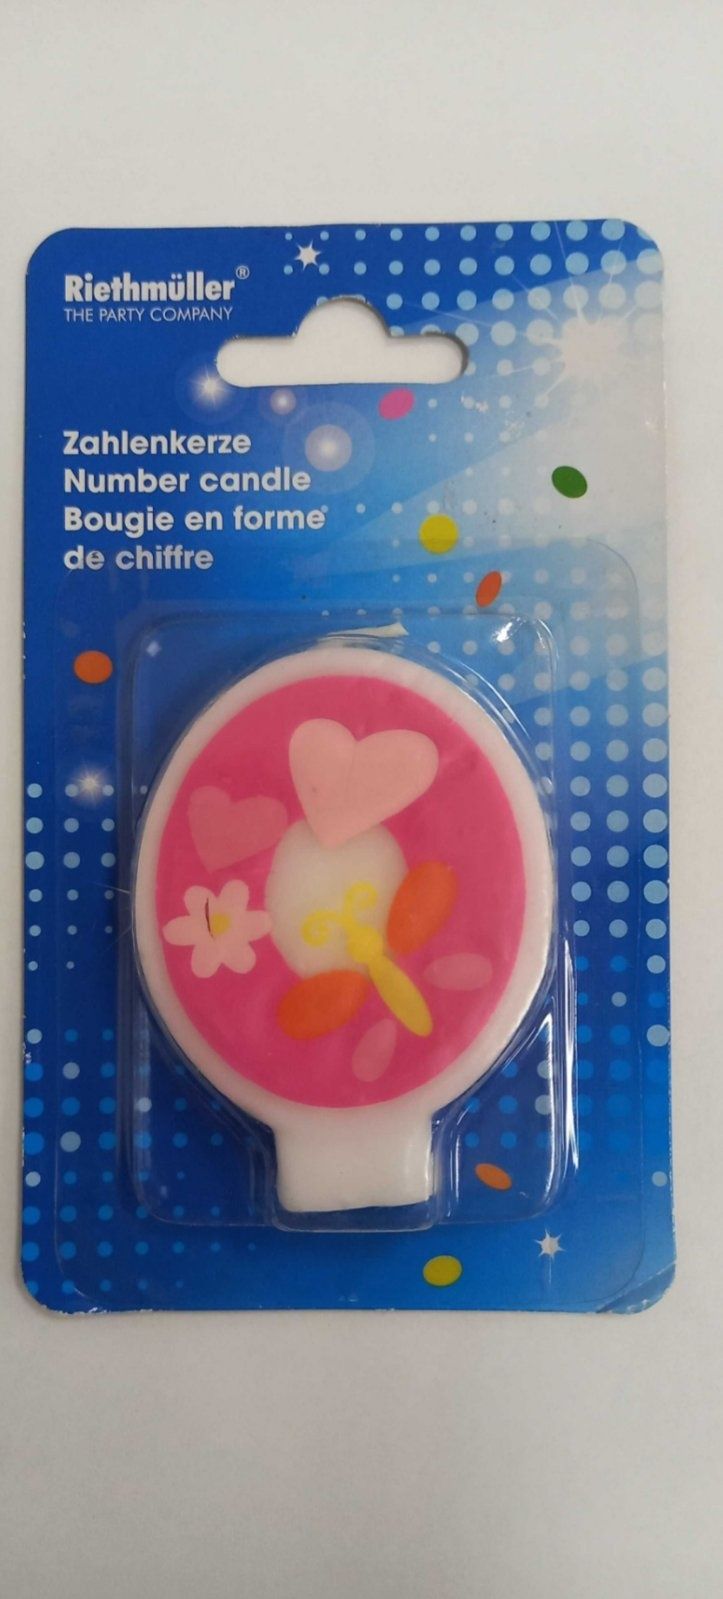 Riethmüller®
THE PARTY COMPANY
Zahlenkerze
Number candle
Bougie en forme
de chiffre